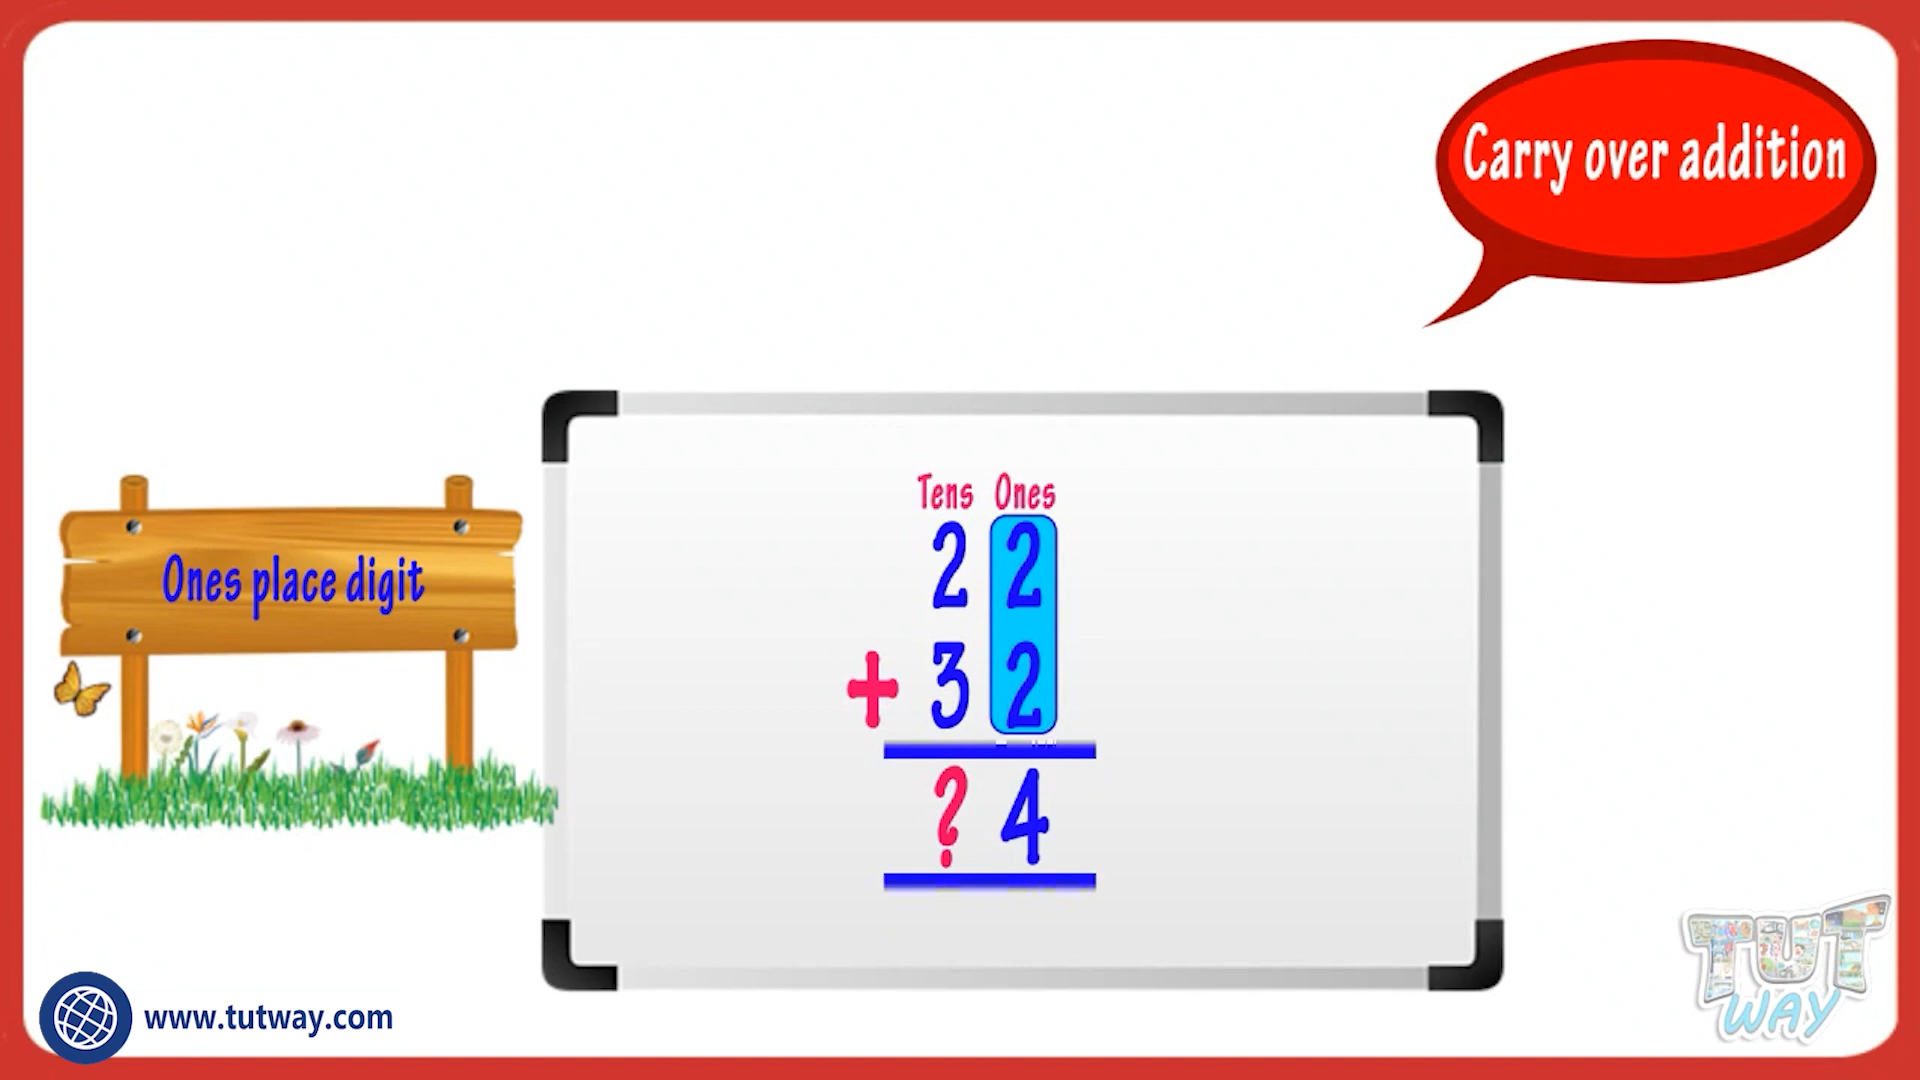 Carry over addition
Ones place digit
Tens Ones
2 2
+ 3 2
? 4
www.tutway.com
TUT
WAY